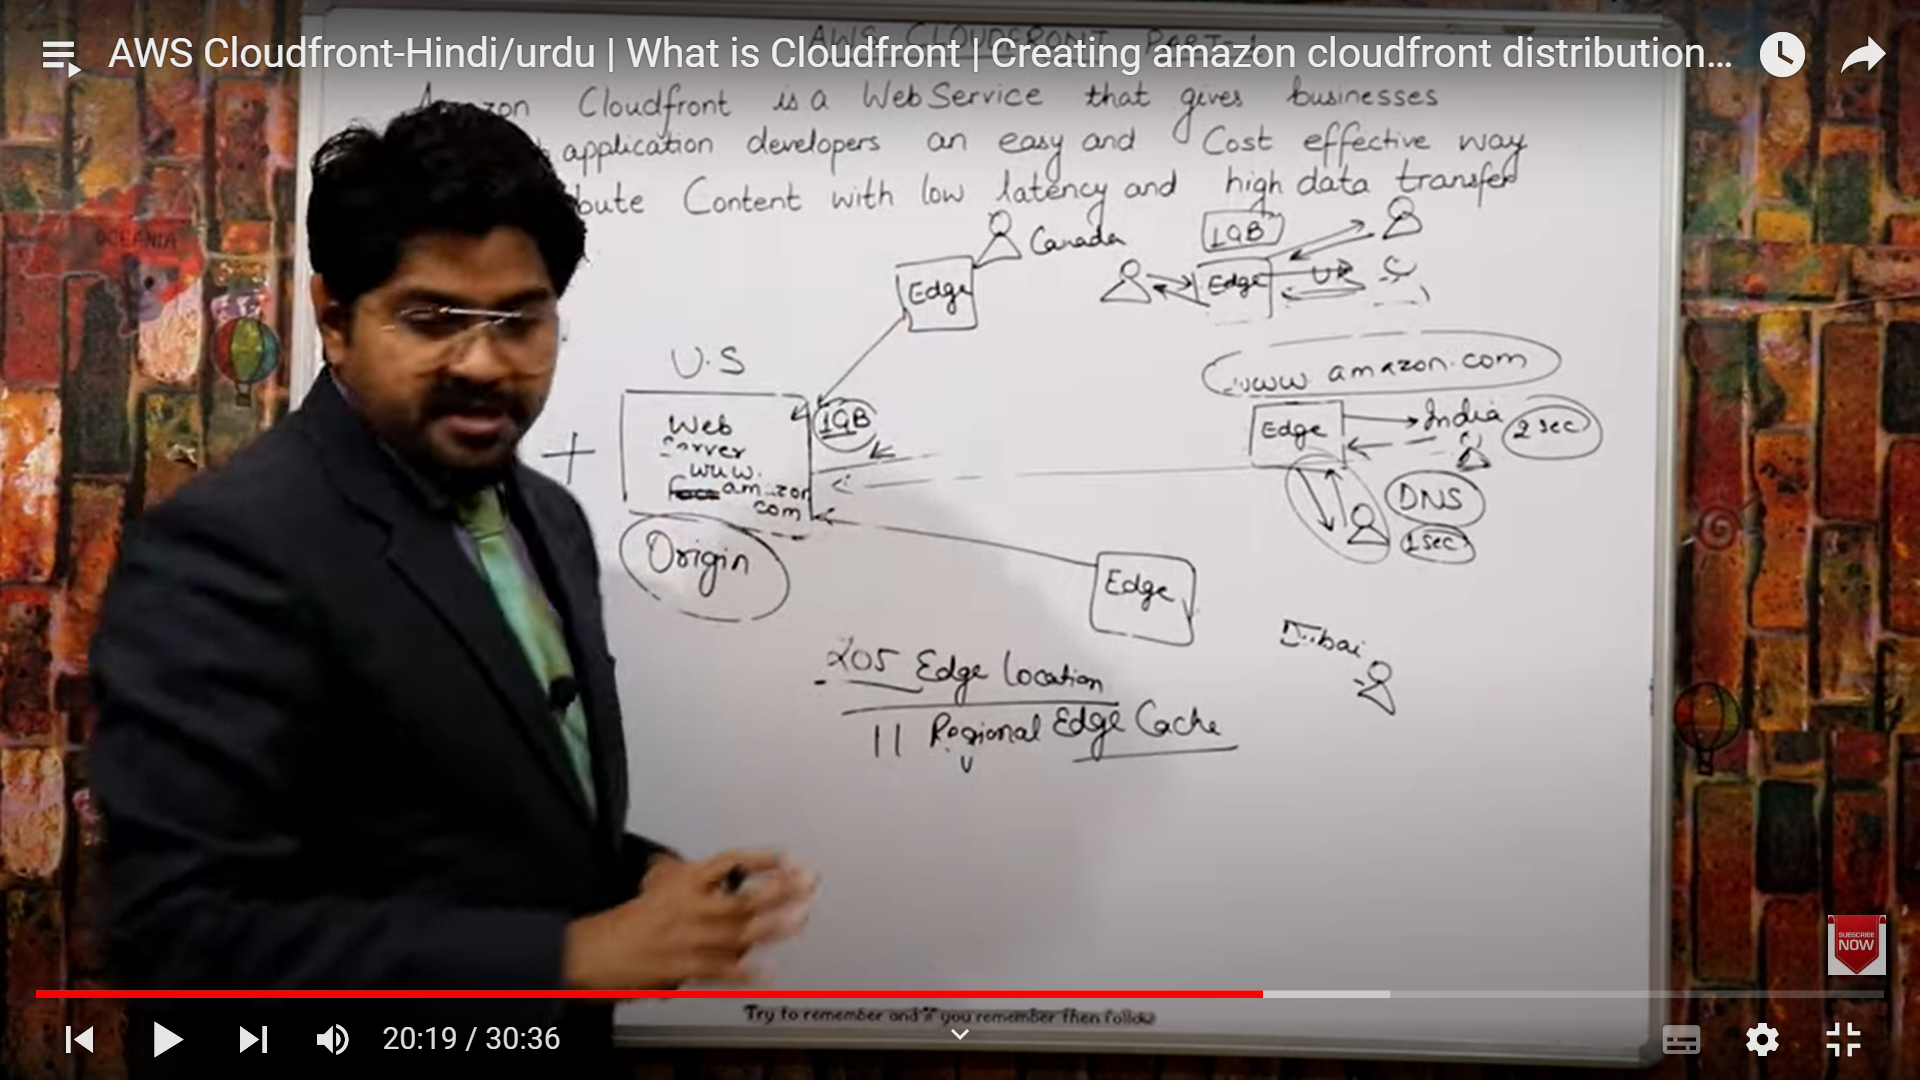 AWS Cloudfront-Hindi/urdu | What is Cloudfront | Creating amazon cloudfront distribution...
AWS CLOUDFRONT PART-1
Amazon Cloudfront is a Web Service that gives businesses
application developers an easy and Cost effective way
bute Content with low latency and high data transfer
Canada
1GB
Edge
Edge
UK
U.S
www amazon.com
Web
Server
www.
amazon
com
1GB
Edge
India
2 sec
DNS
1 sec
Origin
Edge
Dubai
205 Edge Location
11 Regional Edge Cache
SUBSCRIBE
NOW
Try to remember and if you remember then follow
20:19 / 30:36